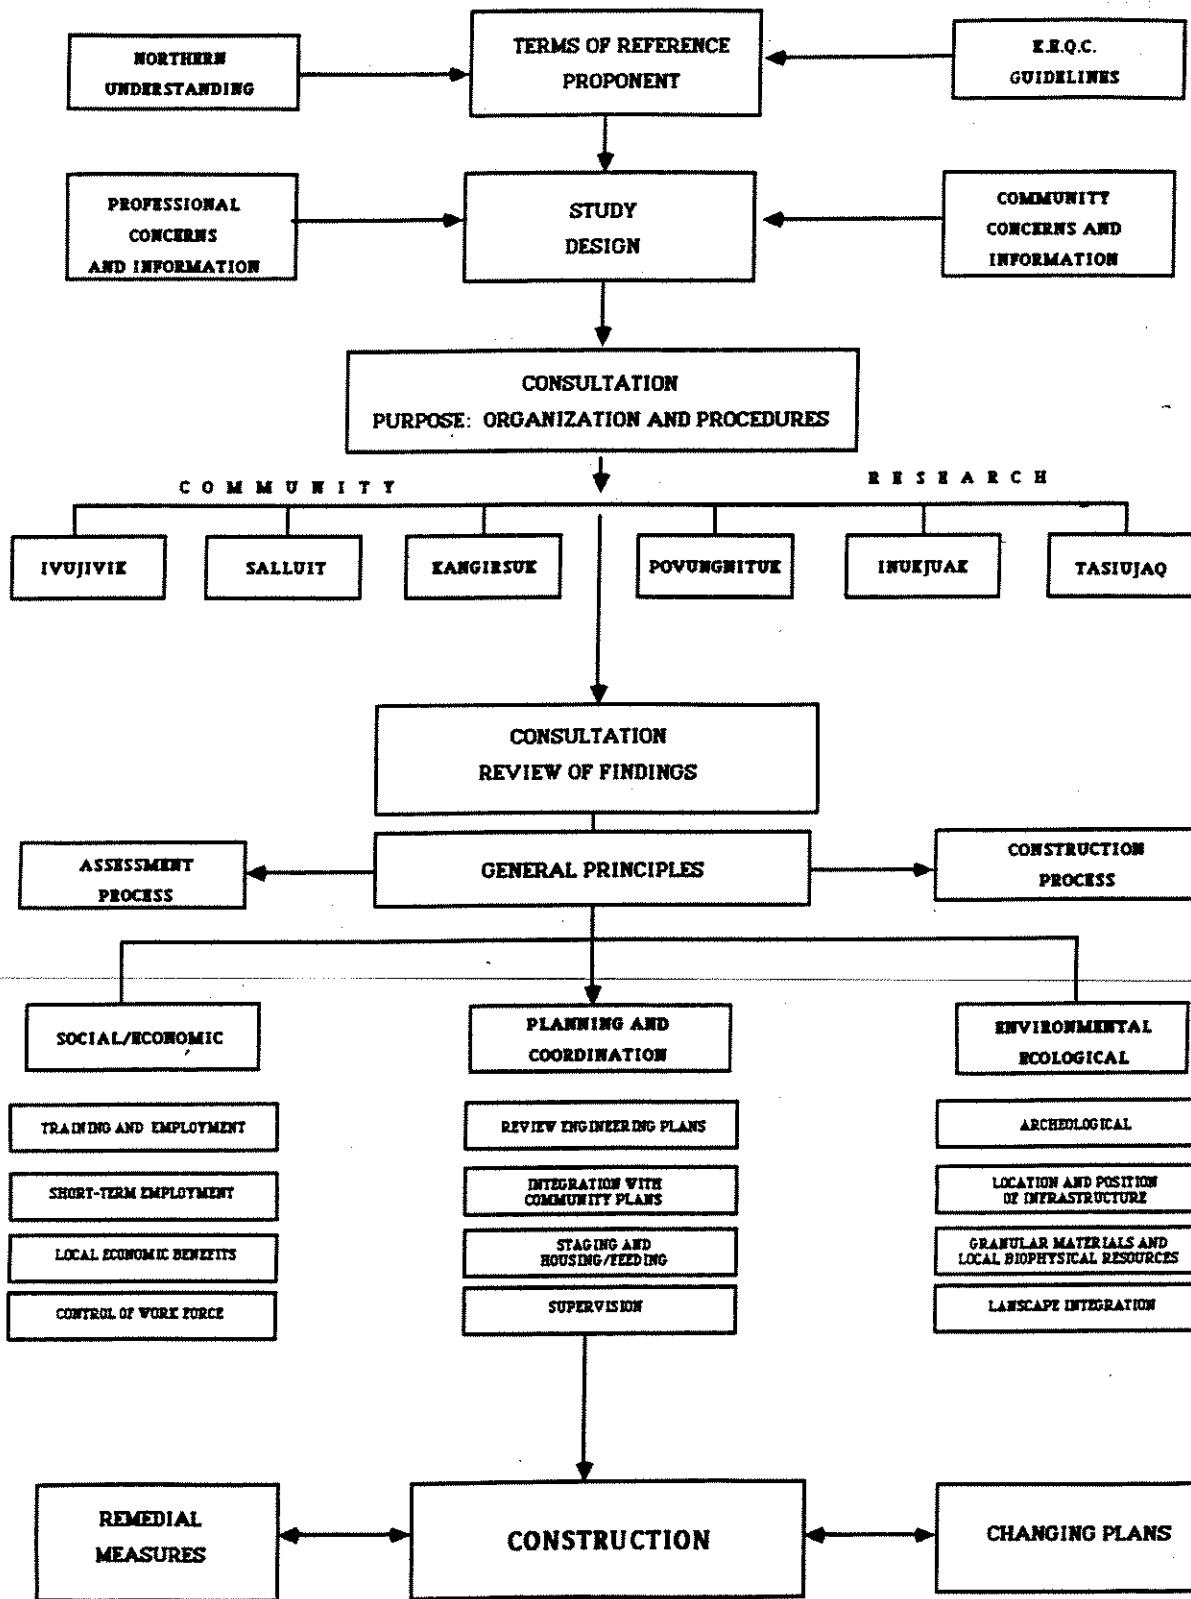 NORTHERN
UNDERSTANDING
TERMS OF REFERENCE
PROPONENT
K.E.Q.C.
GUIDELINES
PROFESSIONAL
CONCERNS
AND INFORMATION
STUDY
DESIGN
COMMUNITY
CONCERNS AND
INFORMATION
CONSULTATION
PURPOSE: ORGANIZATION AND PROCEDURES
COMMUNITY RESEARCH
IVUJIVIK
SALLUIT
KANGIRSUK
POVUNGNITUK
INUKJUAK
TASIUJAQ
CONSULTATION
REVIEW OF FINDINGS
ASSESSMENT
PROCESS
GENERAL PRINCIPLES
CONSTRUCTION
PROCESS
SOCIAL/ECONOMIC
PLANNING AND
COORDINATION
ENVIRONMENTAL
ECOLOGICAL
TRAINING AND EMPLOYMENT
REVIEW ENGINEERING PLANS
ARCHEOLOGICAL
SHORT-TERM EMPLOYMENT
INTEGRATION WITH
COMMUNITY PLANS
LOCATION AND POSITION
OF INFRASTRUCTURE
LOCAL ECONOMIC BENEFITS
STAGING AND
HOUSING/FEEDING
GRANULAR MATERIALS AND
LOCAL BIOPHYSICAL RESOURCES
CONTROL OF WORK FORCE
SUPERVISION
LANSCAPE INTEGRATION
REMEDIAL
MEASURES
CONSTRUCTION
CHANGING PLANS